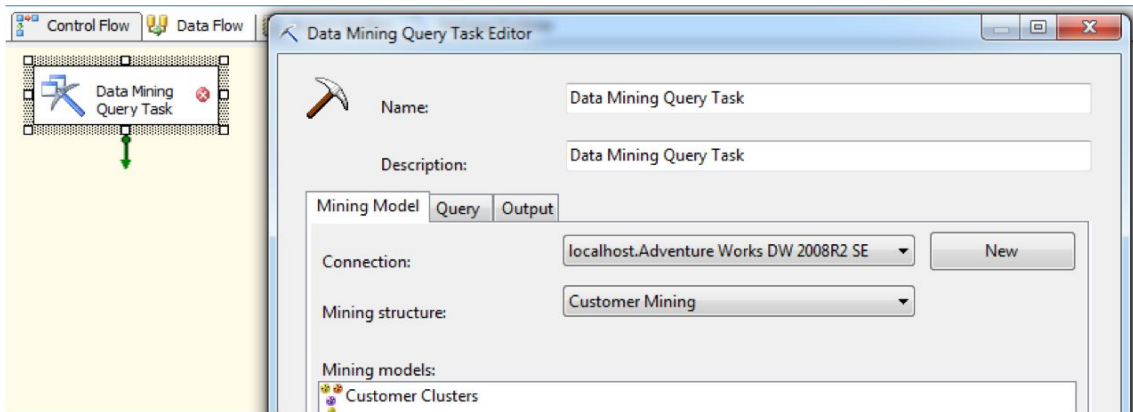 Control Flow
Data Flow
Data Mining Query Task Editor
Data Mining
Query Task
Name:
Data Mining Query Task
Description:
Data Mining Query Task
Mining Model
Query
Output
Connection:
localhost.Adventure Works DW 2008R2 SE
New
Mining structure:
Customer Mining
Mining models:
Customer Clusters